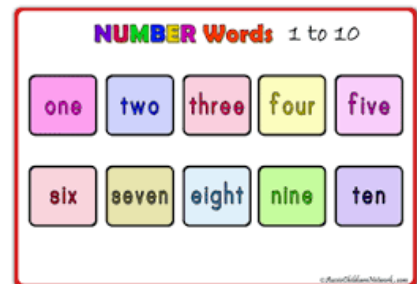 NUMBER Words 1 to 10
one two three four five
six seven eight nine ten